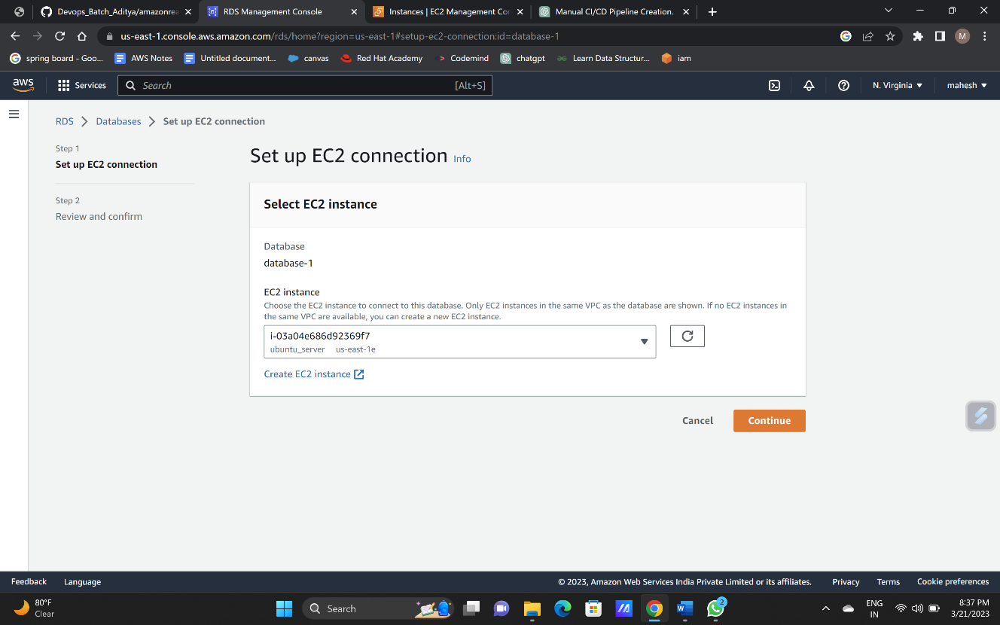 Devops_Batch_Aditya/amazonrea
RDS Management Console
Instances | EC2 Management Con
Manual CI/CD Pipeline Creation.
us-east-1.console.aws.amazon.com/rds/home?region=us-east-1#setup-ec2-connection:id=database-1
M
spring board - Goo...
AWS Notes
Untitled document...
canvas
Red Hat Academy
Codemind
chatgpt
Learn Data Structur...
iam
aws
Services
Search
[Alt+S]
N. Virginia
mahesh
RDS
Databases
Set up EC2 connection
Step 1
Set up EC2 connection
Step 2
Review and confirm
Set up EC2 connection
Info
Select EC2 instance
Database
database-1
EC2 instance
Choose the EC2 instance to connect to this database. Only EC2 instances in the same VPC as the database are shown. If no EC2 instances in
the same VPC are available, you can create a new EC2 instance.
i-03a04e686d92369f7
ubuntu_server us-east-1e
Create EC2 instance
Cancel
Continue
Feedback
Language
© 2023, Amazon Web Services India Private Limited or its affiliates.
Privacy
Terms
Cookie preferences
80°F
Clear
Search
2
ENG
IN
8:37 PM
3/21/2023